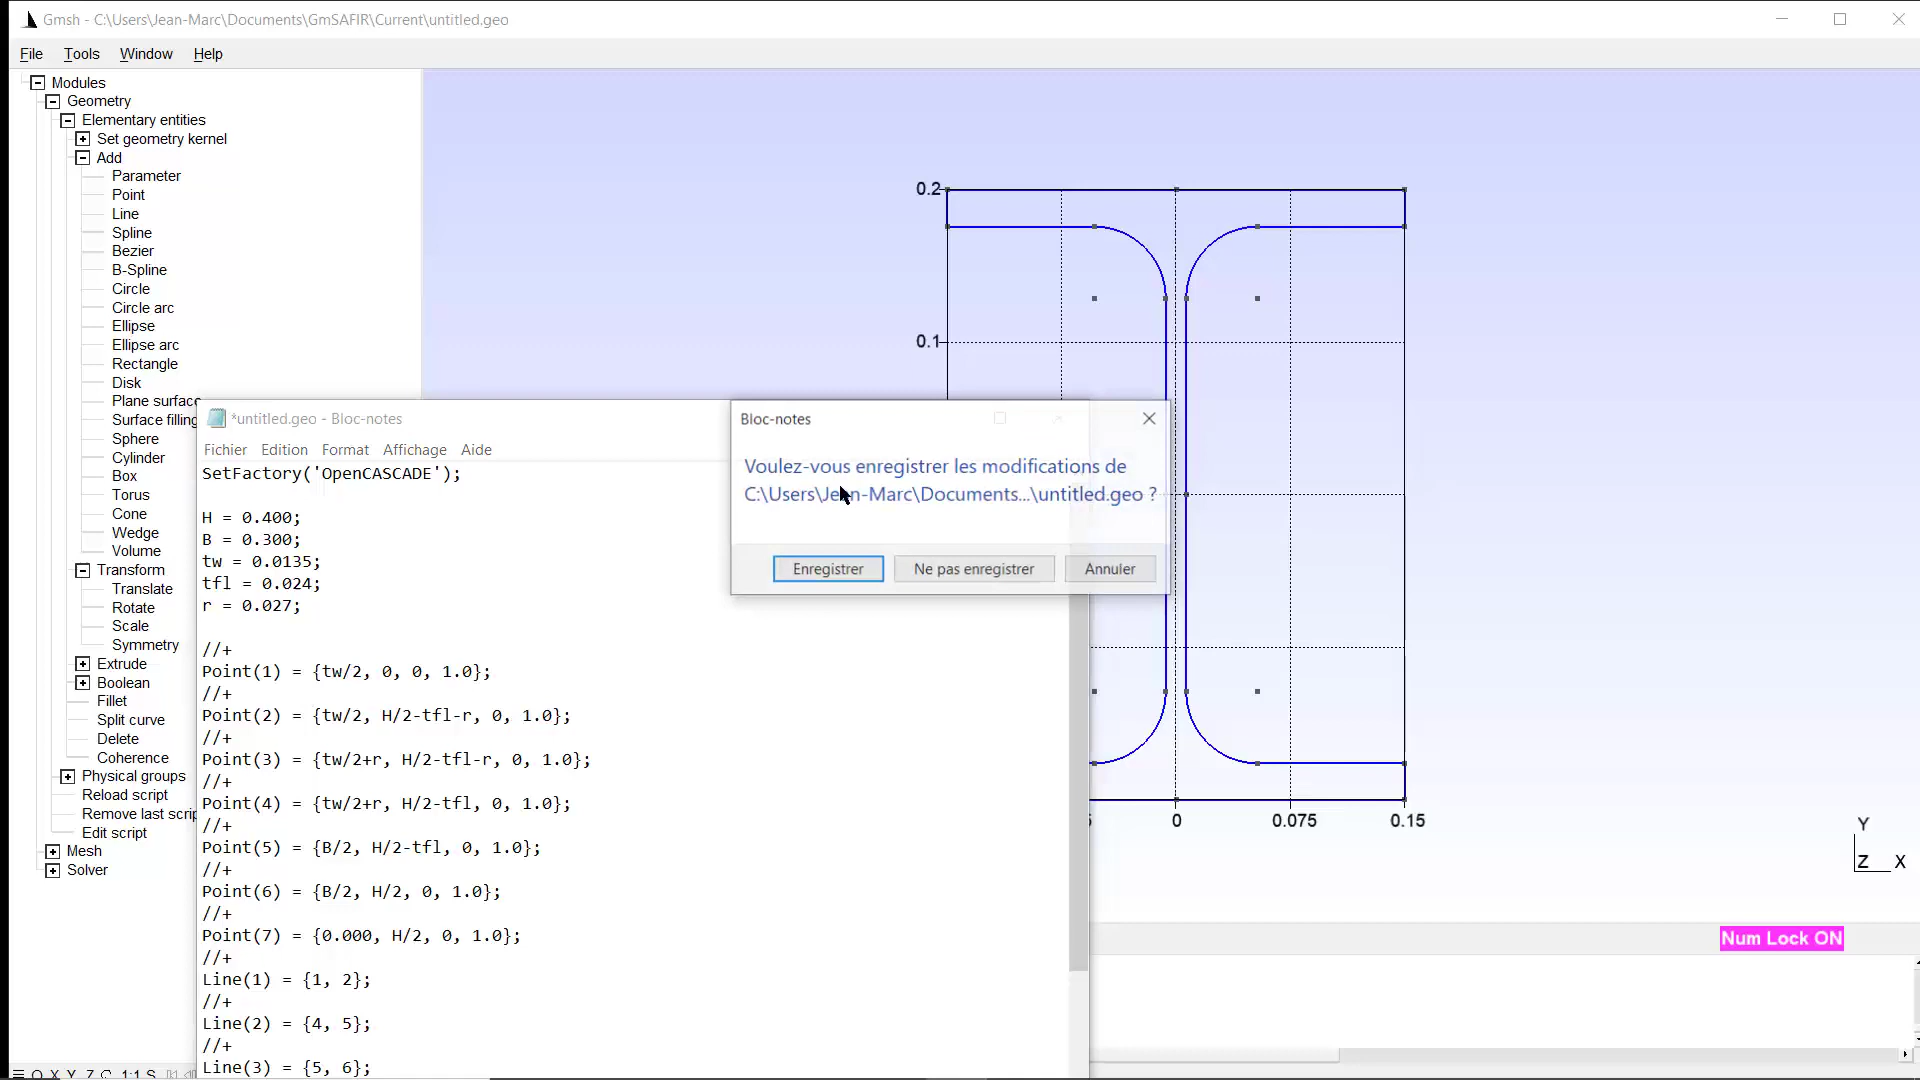 Gmsh - C:\Users\Jean-Marc\Documents\GmSAFIR\Current\untitled.geo
File Tools Window Help
Modules
Geometry
Elementary entities
Set geometry kernel
Add
Parameter
Point
Line
Spline
Bezier
B-Spline
Circle
Circle arc
Ellipse
Ellipse arc
Rectangle
Disk
Plane surface
Surface filling
Sphere
Cylinder
Box
Torus
Cone
Wedge
Volume
Transform
Translate
Rotate
Scale
Symmetry
Extrude
Boolean
Fillet
Split curve
Delete
Coherence
Physical groups
Reload script
Remove last scrip
Edit script
Mesh
Solver
*untitled.geo - Bloc-notes
Fichier Edition Format Affichage Aide
SetFactory('OpenCASCADE');
H = 0.400;
B = 0.300;
tw = 0.0135;
tfl = 0.024;
r = 0.027;
//+
Point(1) = {tw/2, 0, 0, 1.0};
//+
Point(2) = {tw/2, H/2-tfl-r, 0, 1.0};
//+
Point(3) = {tw/2+r, H/2-tfl-r, 0, 1.0};
//+
Point(4) = {tw/2+r, H/2-tfl, 0, 1.0};
//+
Point(5) = {B/2, H/2-tfl, 0, 1.0};
//+
Point(6) = {B/2, H/2, 0, 1.0};
//+
Point(7) = {0.000, H/2, 0, 1.0};
//+
Line(1) = {1, 2};
//+
Line(2) = {4, 5};
//+
Line(3) = {5, 6};
Bloc-notes
Voulez-vous enregistrer les modifications de
C:\Users\Jean-Marc\Documents...\untitled.geo ?
Enregistrer Ne pas enregistrer Annuler
0.2
0.1
0 0.075 0.15
Y
Z X
Num Lock ON
X Y Z 1:1 S